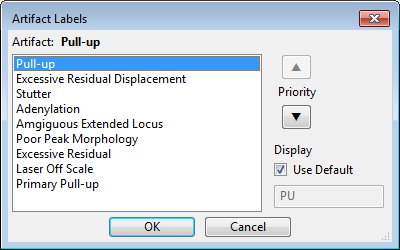 Artifact Labels
Artifact: Pull-up
Pull-up
Excessive Residual Displacement
Stutter
Adenylation
Amgiguous Extended Locus
Poor Peak Morphology
Excessive Residual
Laser Off Scale
Primary Pull-up
Priority
Display
Use Default
PU
OK
Cancel